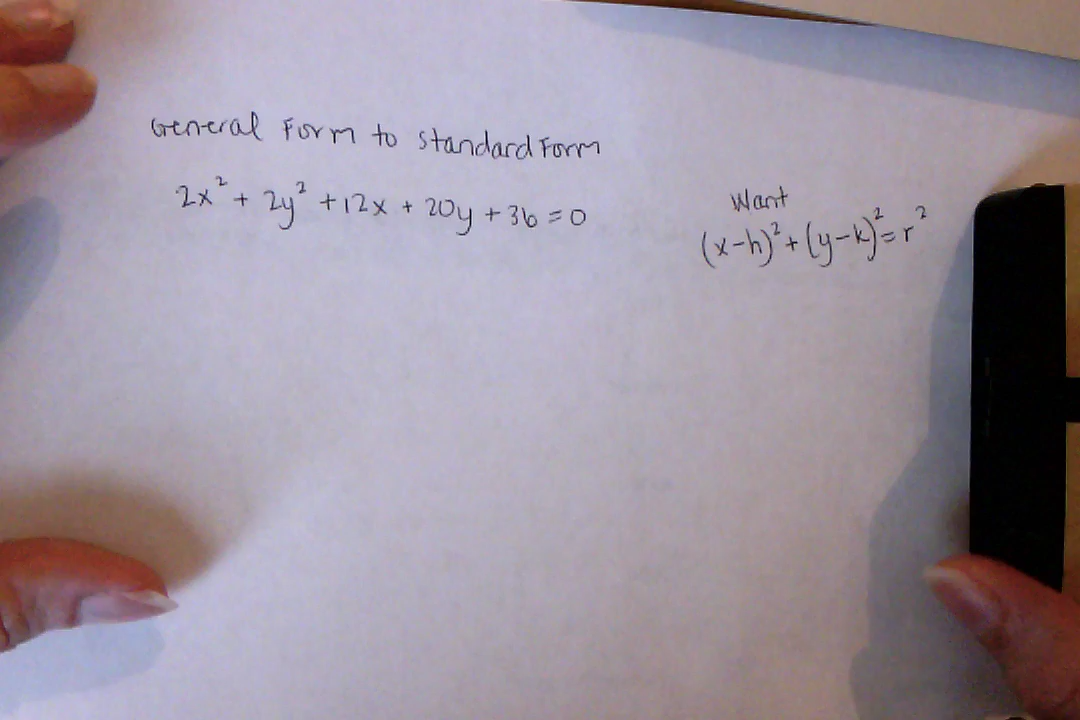 General Form to Standard Form
2x² + 2y² + 12x + 20y + 36 = 0
Want
(x-h)² + (y-k)² = r²